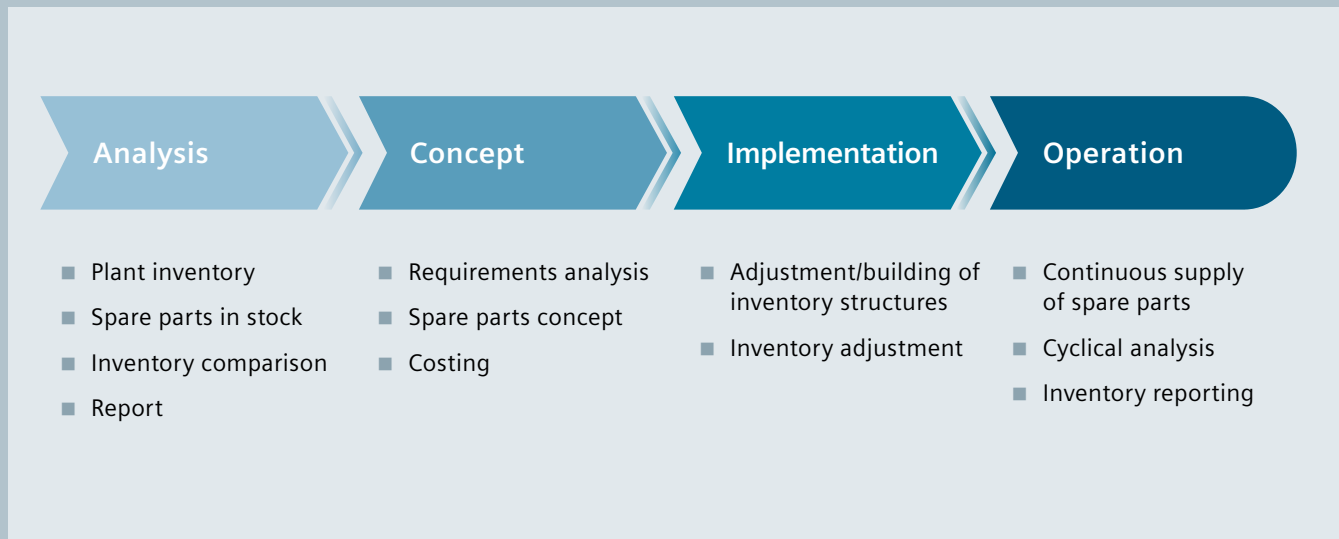 Analysis
Concept
Implementation
Operation
Plant inventory
Spare parts in stock
Inventory comparison
Report
Requirements analysis
Spare parts concept
Costing
Adjustment/building of
inventory structures
Inventory adjustment
Continuous supply
of spare parts
Cyclical analysis
Inventory reporting